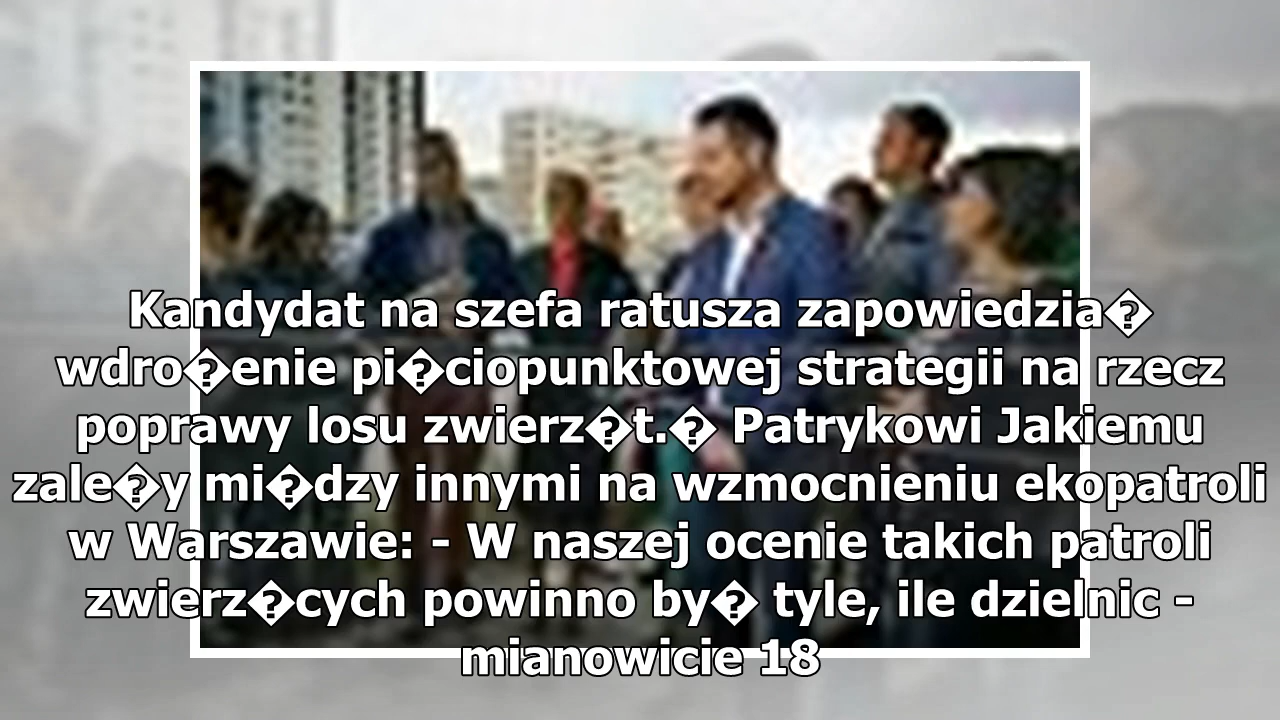 Kandydat na szefa ratusza zapowiedzia�
wdro�enie pi�ciopunktowej strategii na rzecz
poprawy losu zwierz�t.� Patrykowi Jakiemu
zale�y mi�dzy innymi na wzmocnieniu ekopatroli
w Warszawie: - W naszej ocenie takich patroli
zwierz�cych powinno by� tyle, ile dzielnic -
mianowicie 18